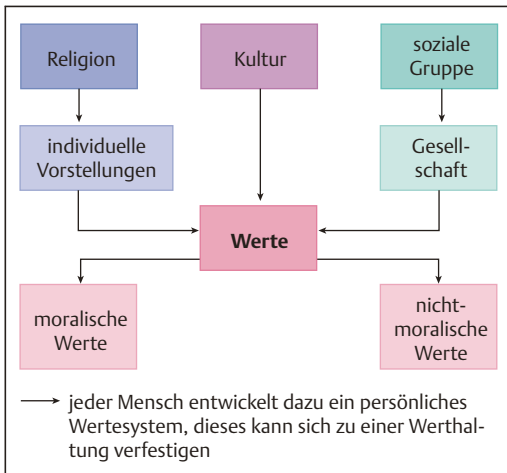 Religion
Kultur
soziale
Gruppe
individuelle
Vorstellungen
Gesell-
schaft
Werte
moralische
Werte
nicht-
moralische
Werte
jeder Mensch entwickelt dazu ein persönliches
Wertesystem, dieses kann sich zu einer Werthal-
tung verfestigen